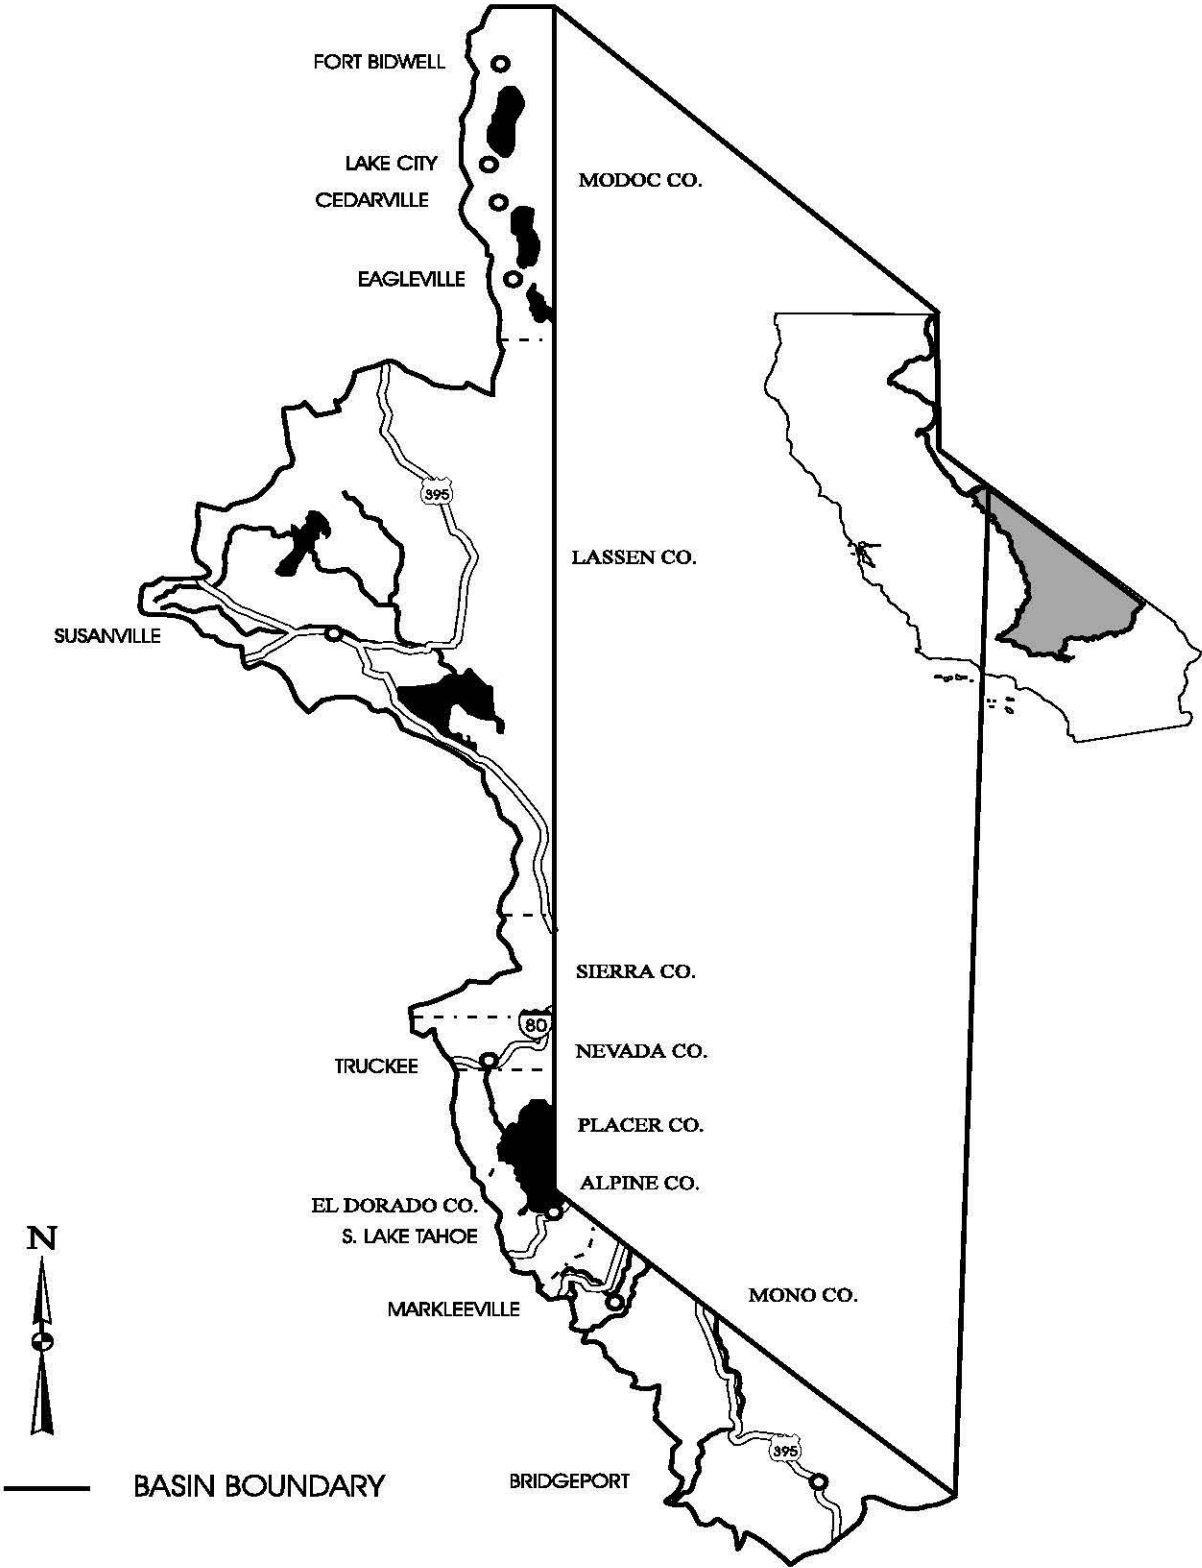 FORT BIDWELL
LAKE CITY
MODOC CO.
CEDARVILLE
EAGLEVILLE
395
LASSEN CO.
SUSANVILLE
SIERRA CO.
80
NEVADA CO.
TRUCKEE
PLACER CO.
ALPINE CO.
EL DORADO CO.
S. LAKE TAHOE
N
MONO CO.
MARKLEEVILLE
395
BRIDGEPORT
BASIN BOUNDARY